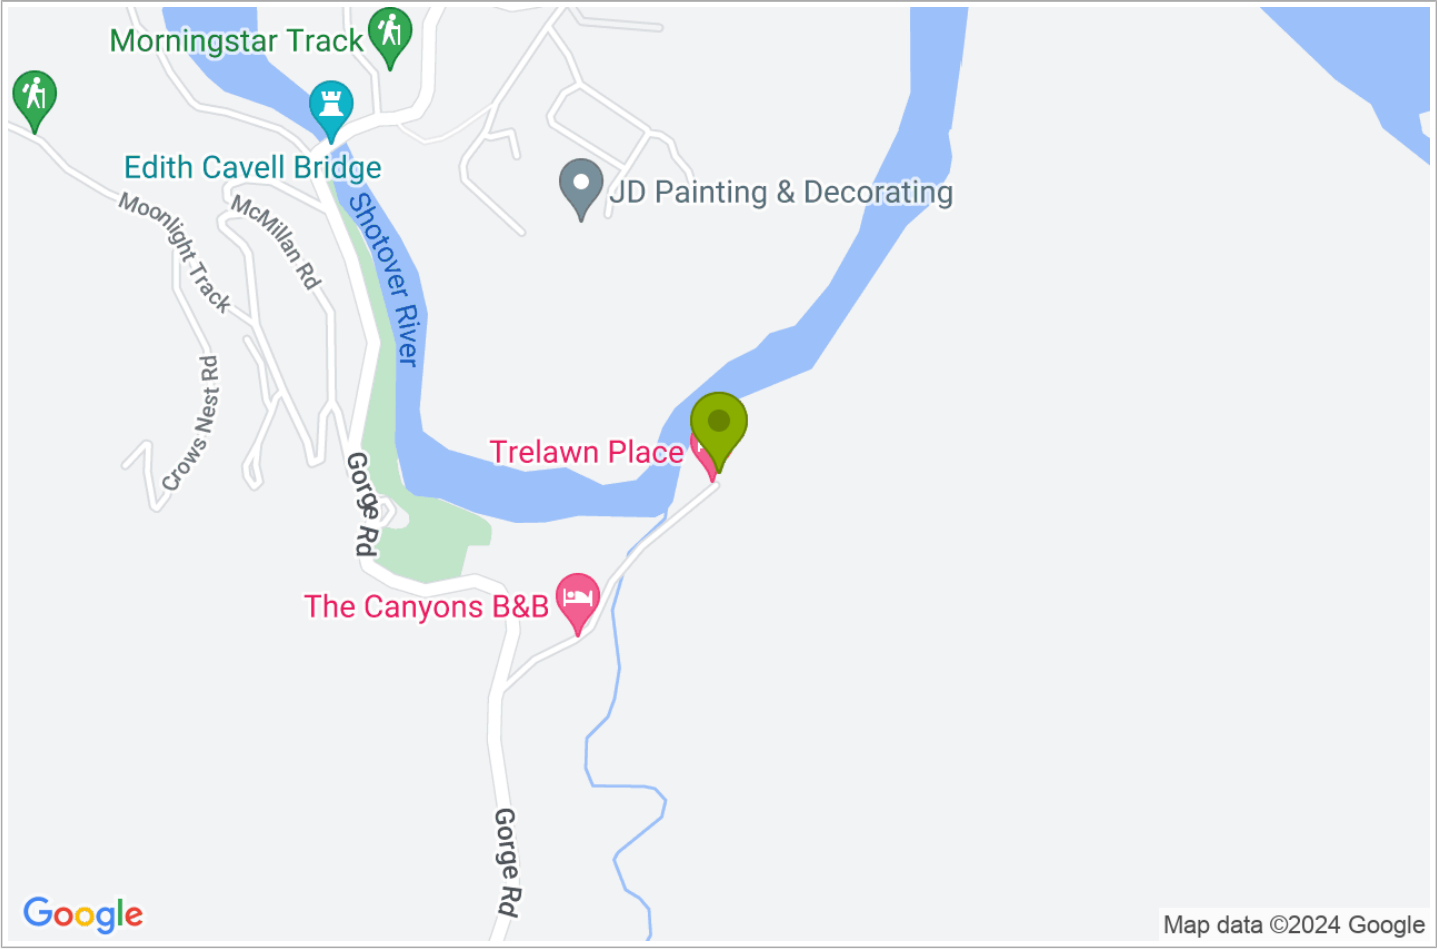 Morningstar Track
Edith Cavell Bridge
JD Painting & Decorating
Moonlight Track
McMillan Rd
Shotover River
Crows Nest Rd
Trelawn Place
Gorge Rd
The Canyons B&B
Gorge Rd
Google
Map data ©2024 Google